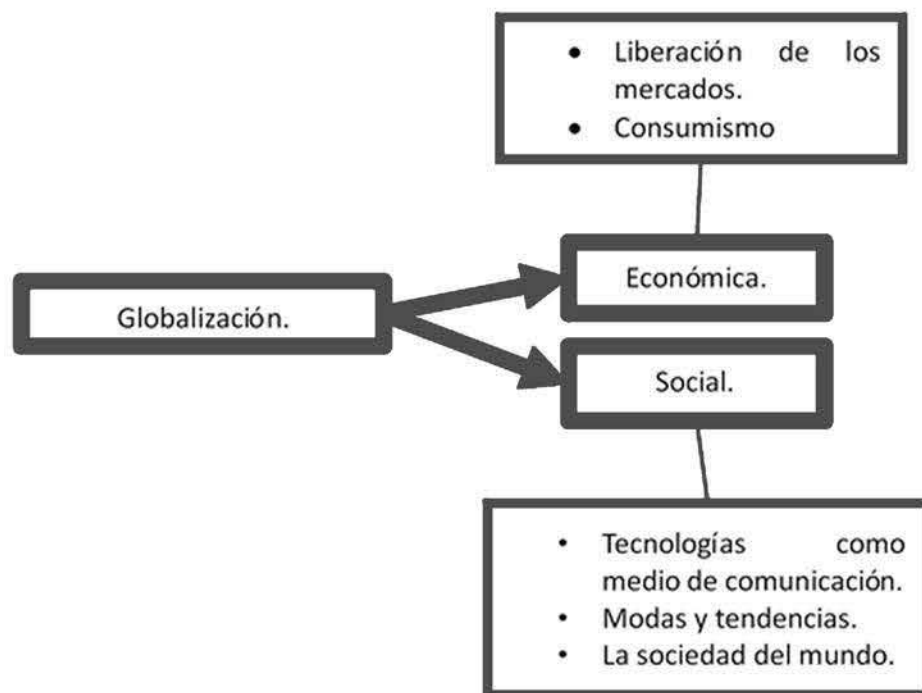 • Liberación de los
mercados.
• Consumismo
Económica.
Globalización.
Social.
• Tecnologías como
medio de comunicación.
• Modas y tendencias.
• La sociedad del mundo.